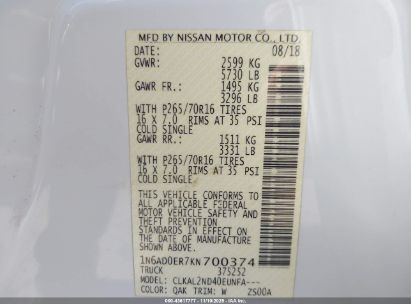 MFD BY NISSAN MOTOR CO., LTD.
DATE: 08/18
GVWR: 2599 KG
5730 LB
GAWR FR.: 1495 KG
3296 LB
WITH P265/70R16 TIRES
16 X 7.0 RIMS AT 35 PSI
COLD SINGLE
GAWR RR.: 1511 KG
3331 LB
WITH P265/70R16 TIRES
16 X 7.0 RIMS AT 35 PSI
COLD SINGLE
THIS VEHICLE CONFORMS TO
ALL APPLICABLE FEDERAL
MOTOR VEHICLE SAFETY
AND THEFT PREVENTION
STANDARDS IN EFFECT ON
THE DATE OF MANUFACTURE
SHOWN ABOVE.
1N6AD0ER7KN700374
TRUCK 375252
MODEL: CLKAL2ND40EUNFA---
COLOR: QAK TRIM: W ZS00A